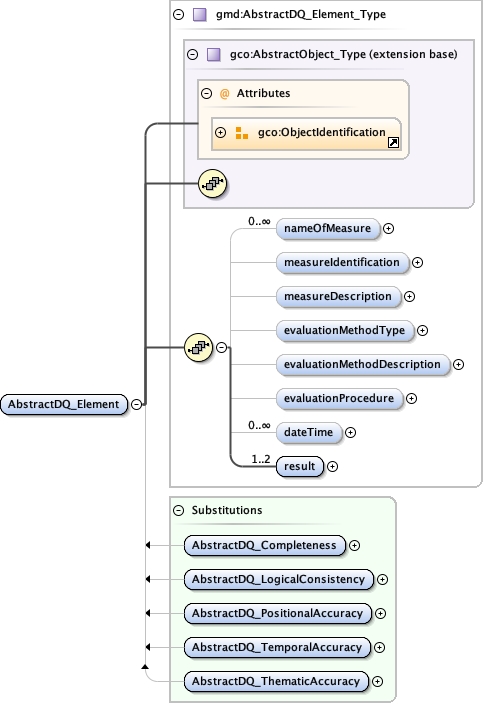 gmd:AbstractDQ_Element_Type
gco:AbstractObject_Type (extension base)
@ Attributes
gco:ObjectIdentification
0..∞
nameOfMeasure
measureIdentification
measureDescription
evaluationMethodType
evaluationMethodDescription
evaluationProcedure
AbstractDQ_Element
0..∞
dateTime
1..2
result
Substitutions
AbstractDQ_Completeness
AbstractDQ_LogicalConsistency
AbstractDQ_PositionalAccuracy
AbstractDQ_TemporalAccuracy
AbstractDQ_ThematicAccuracy